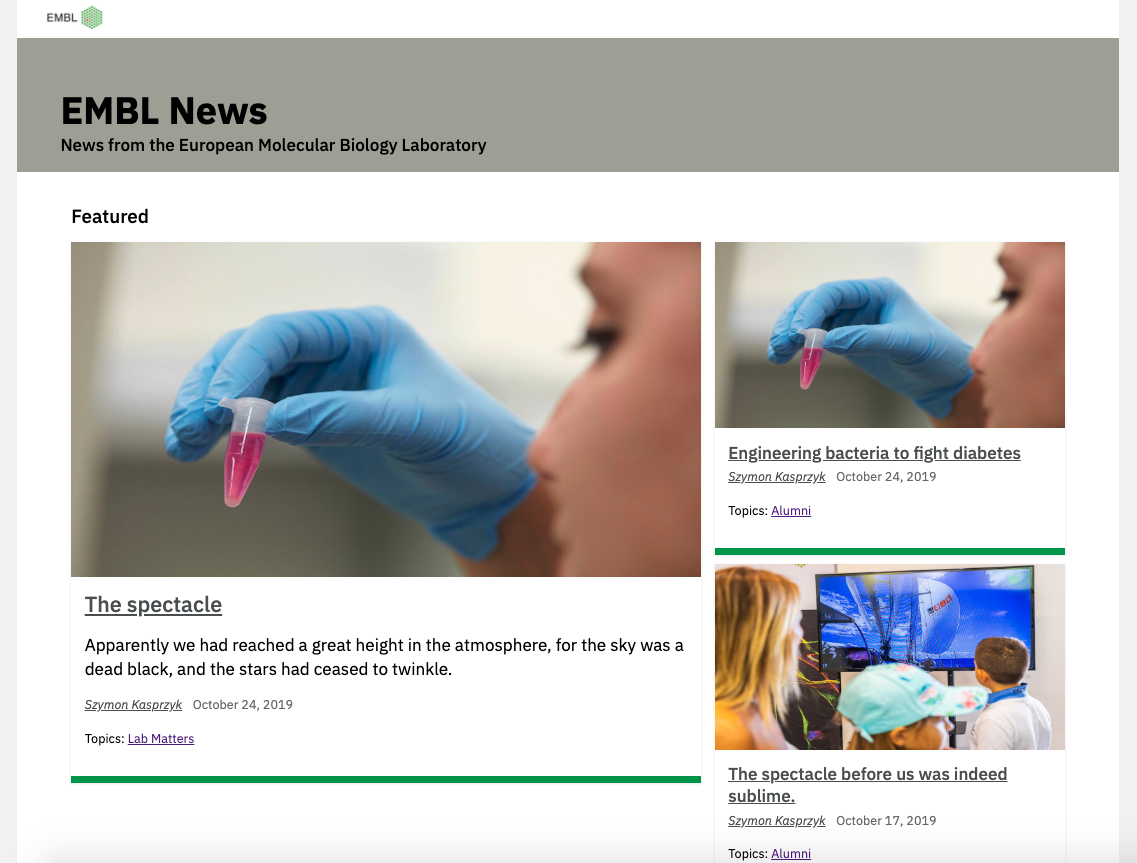 EMBL
EMBL News
News from the European Molecular Biology Laboratory
Featured
The spectacle
Apparently we had reached a great height in the atmosphere, for the sky was a
dead black, and the stars had ceased to twinkle.
Szymon Kasprzyk October 24, 2019
Topics: Lab Matters
Engineering bacteria to fight diabetes
Szymon Kasprzyk October 24, 2019
Topics: Alumni
The spectacle before us was indeed
sublime.
Szymon Kasprzyk October 17, 2019
Topics: Alumni